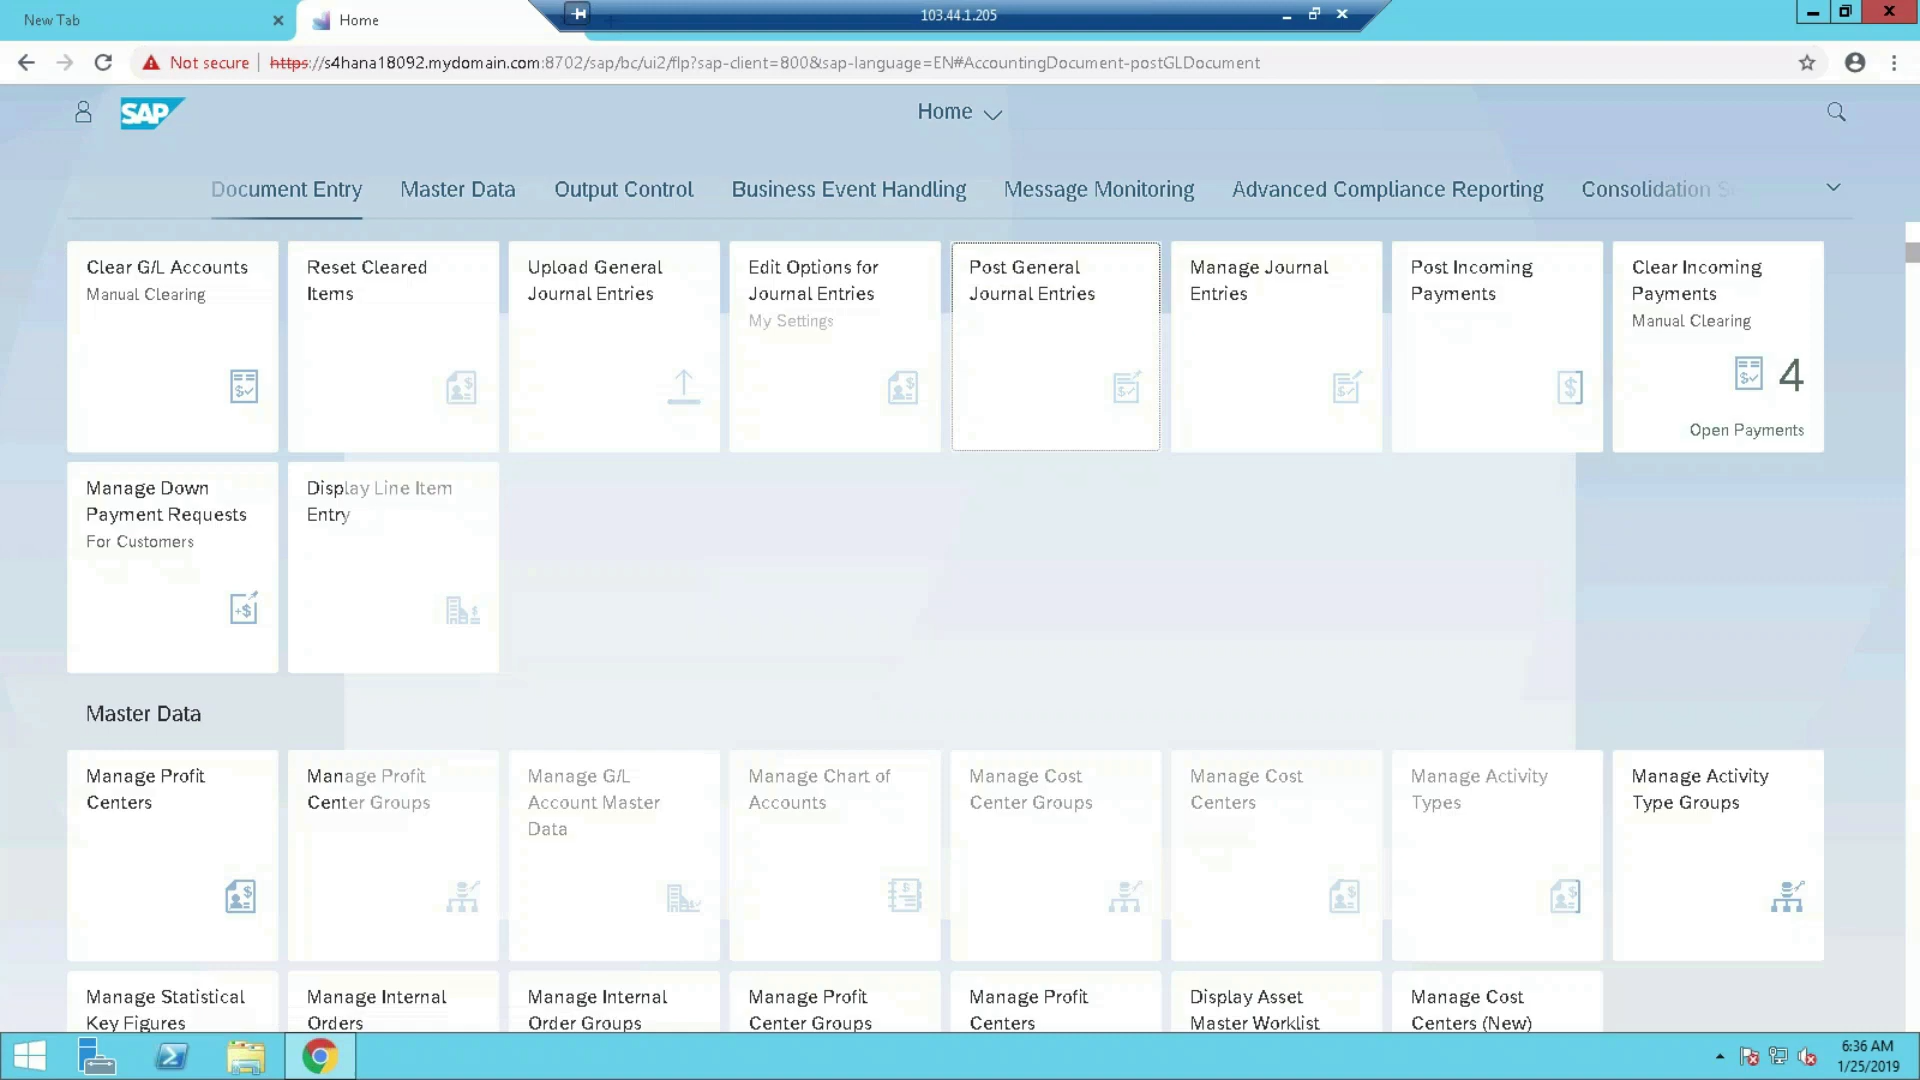 New Tab
Home
103.44.1.205
Not secure
https://s4hana18092.mydomain.com:8702/sap/bc/ui2/flp?sap-client=800&sap-language=EN#AccountingDocument-postGLDocument
SAP
Home
Document Entry
Master Data
Output Control
Business Event Handling
Message Monitoring
Advanced Compliance Reporting
Consolidation S
Clear G/L Accounts
Manual Clearing
Reset Cleared
Items
Upload General
Journal Entries
Edit Options for
Journal Entries
My Settings
Post General
Journal Entries
Manage Journal
Entries
Post Incoming
Payments
Clear Incoming
Payments
Manual Clearing
4
Open Payments
Manage Down
Payment Requests
For Customers
Display Line Item
Entry
Master Data
Manage Profit
Centers
Manage Profit
Center Groups
Manage G/L
Account Master
Data
Manage Chart of
Accounts
Manage Cost
Center Groups
Manage Cost
Centers
Manage Activity
Types
Manage Activity
Type Groups
Manage Statistical
Key Figures
Manage Internal
Orders
Manage Internal
Order Groups
Manage Profit
Center Groups
Manage Profit
Centers
Display Asset
Master Worklist
Manage Cost
Centers (New)
6:36 AM
1/25/2019